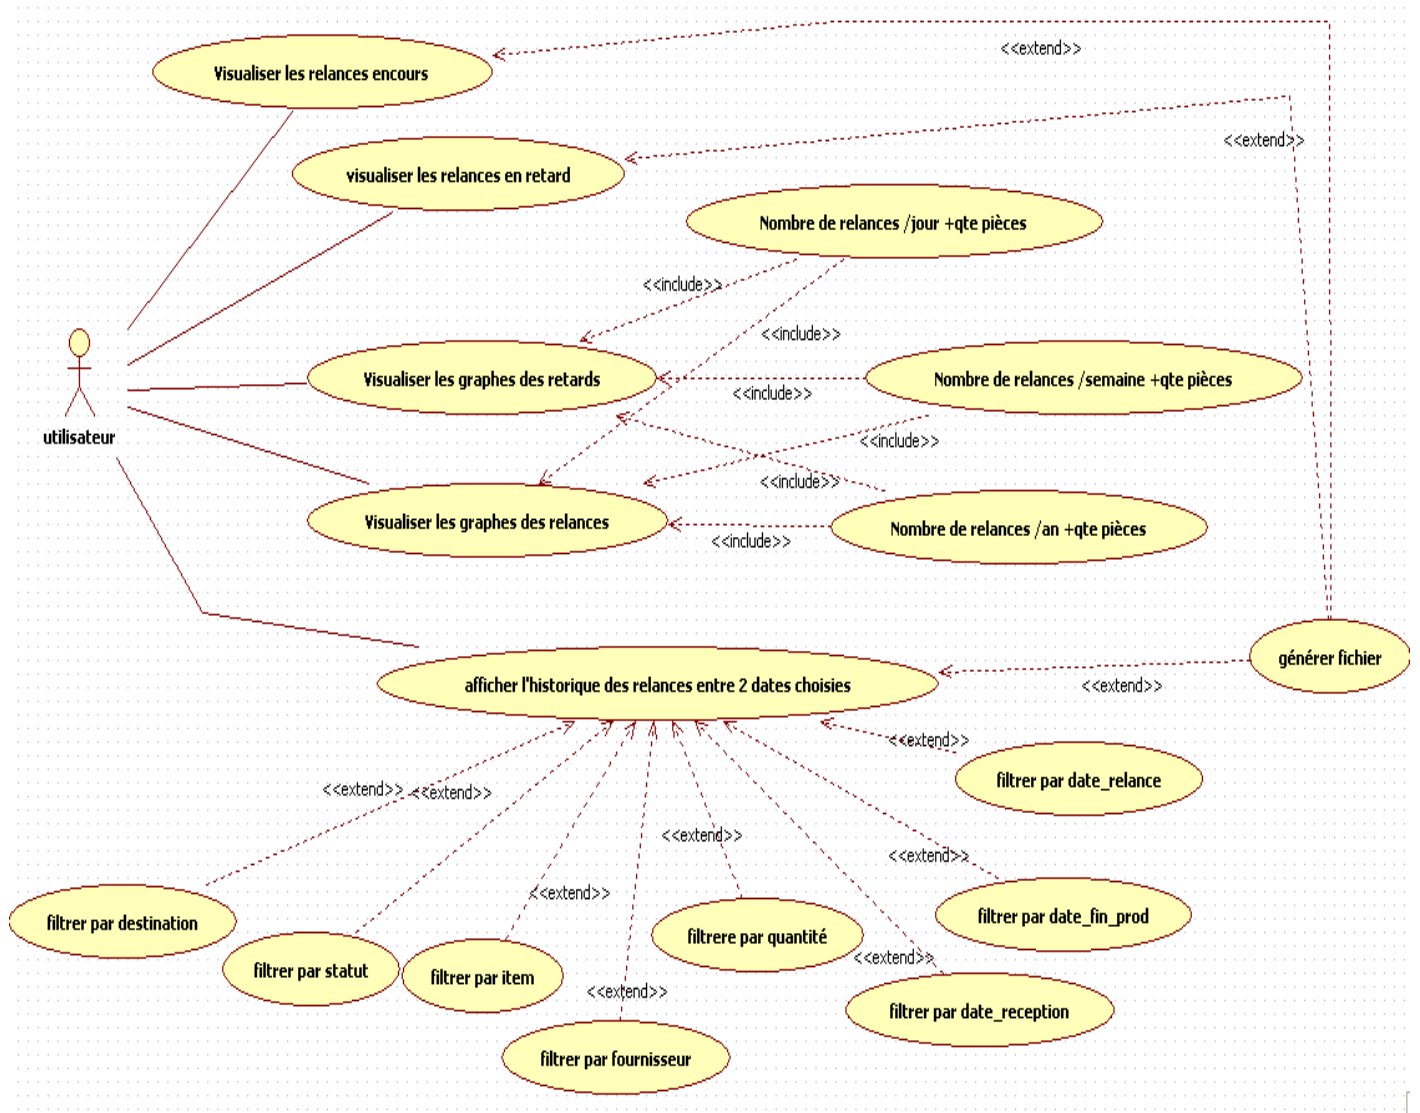 <<extend>>
Visualiser les relances encours
<<extend>>
visualiser les relances en retard
Nombre de relances /jour +qte pièces
<<include>>
<<include>>
Visualiser les graphes des retards
Nombre de relances /semaine +qte pièces
<<include>>
utilisateur
<<include>>
<<include>>
Visualiser les graphes des relances
Nombre de relances /an +qte pièces
<<include>>
générer fichier
afficher l'historique des relances entre 2 dates choisies
<<extend>>
<<extend>>
filtrer par date_relance
<<extend>>
<<extend>>
<<extend>>
<<extend>>
<<extend>>
filtrer par destination
filtrer par date_fin_prod
filtrere par quantité
<<extend>>
filtrer par statut
filtrer par item
<<extend>>
filtrer par date_reception
filtrer par fournisseur